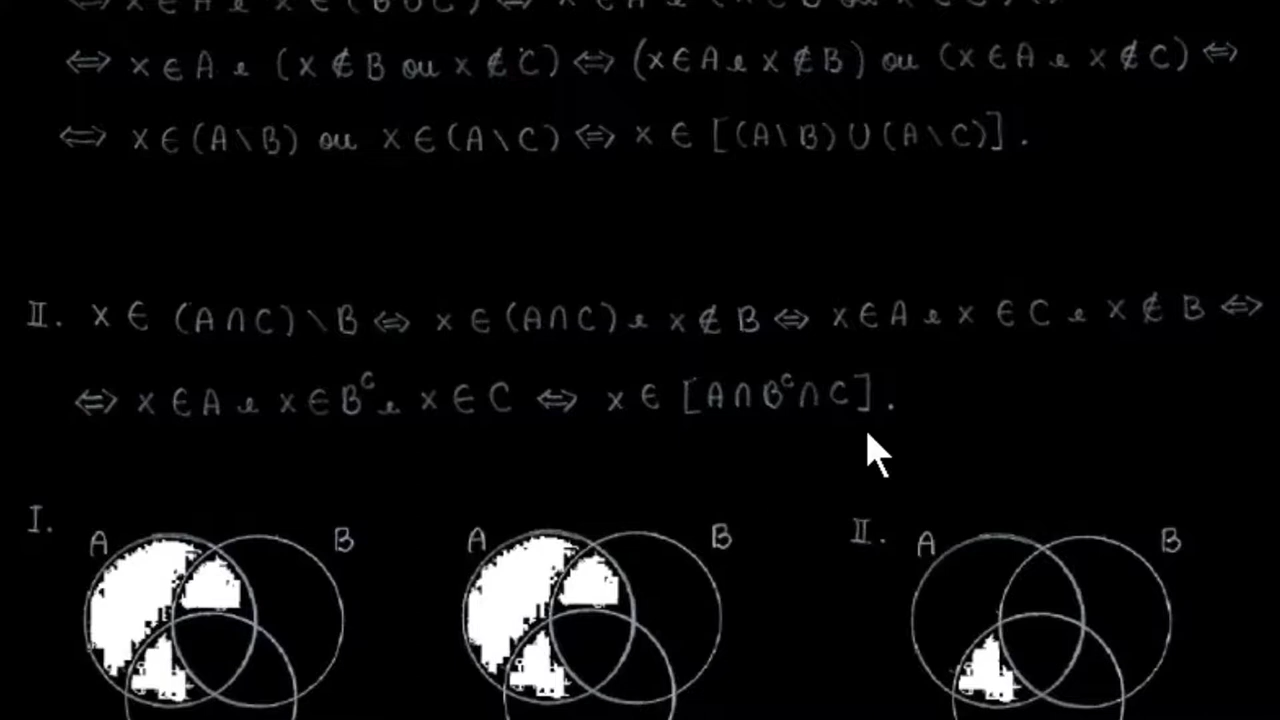 ⇔ x ∈ A e (x ∉ B ou x ∉ C) ⇔ (x ∈ A e x ∉ B) ou (x ∈ A e x ∉ C) ⇔
⇔ x ∈ (A \ B) ou x ∈ (A \ C) ⇔ x ∈ [(A \ B) ∪ (A \ C)].
II. x ∈ (A ∩ C) \ B ⇔ x ∈ (A ∩ C) e x ∉ B ⇔ x ∈ A e x ∈ C e x ∉ B ⇔
⇔ x ∈ A e x ∈ Bᶜ e x ∈ C ⇔ x ∈ [A ∩ Bᶜ ∩ C].
I. A B A B II. A B